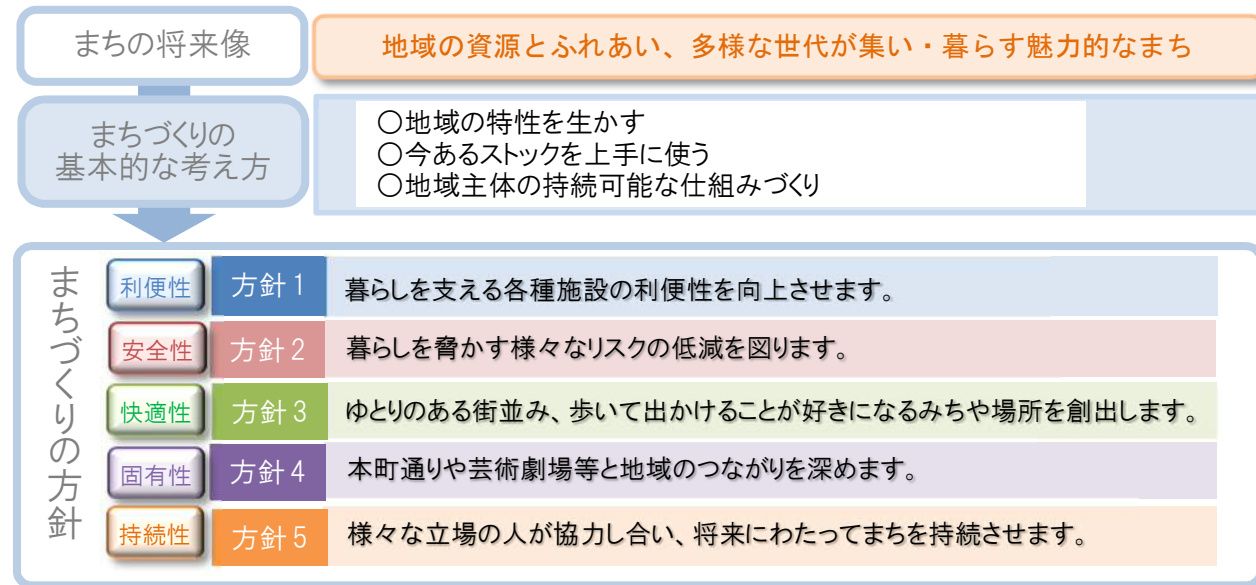 まちの将来像
地域の資源とふれあい、多様な世代が集い・暮らす魅力的なまち
まちづくりの
基本的な考え方
〇地域の特性を生かす
〇今あるストックを上手に使う
〇地域主体の持続可能な仕組みづくり
まちづくりの方針
利便性 方針1 暮らしを支える各種施設の利便性を向上させます。
安全性 方針2 暮らしを脅かす様々なリスクの低減を図ります。
快適性 方針3 ゆとりのある街並み、歩いて出かけることが好きになるみちや場所を創出します。
固有性 方針4 本町通りや芸術劇場等と地域のつながりを深めます。
持続性 方針5 様々な立場の人が協力し合い、将来にわたってまちを持続させます。